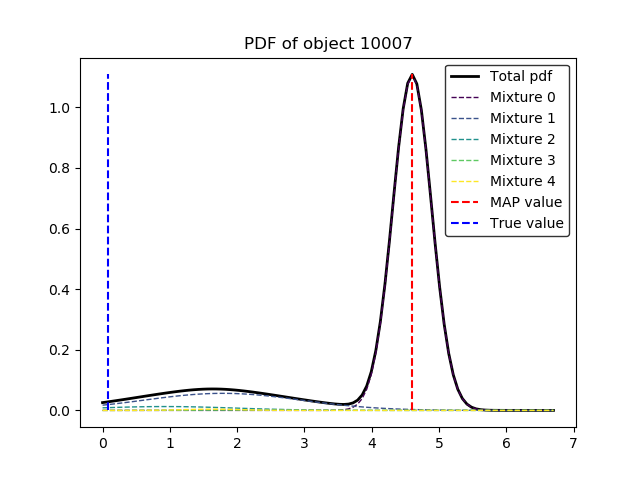 PDF of object 10007
Total pdf
Mixture 0
Mixture 1
Mixture 2
Mixture 3
Mixture 4
MAP value
True value
1.0
0.8
0.6
0.4
0.2
0.0
0 1 2 3 4 5 6 7